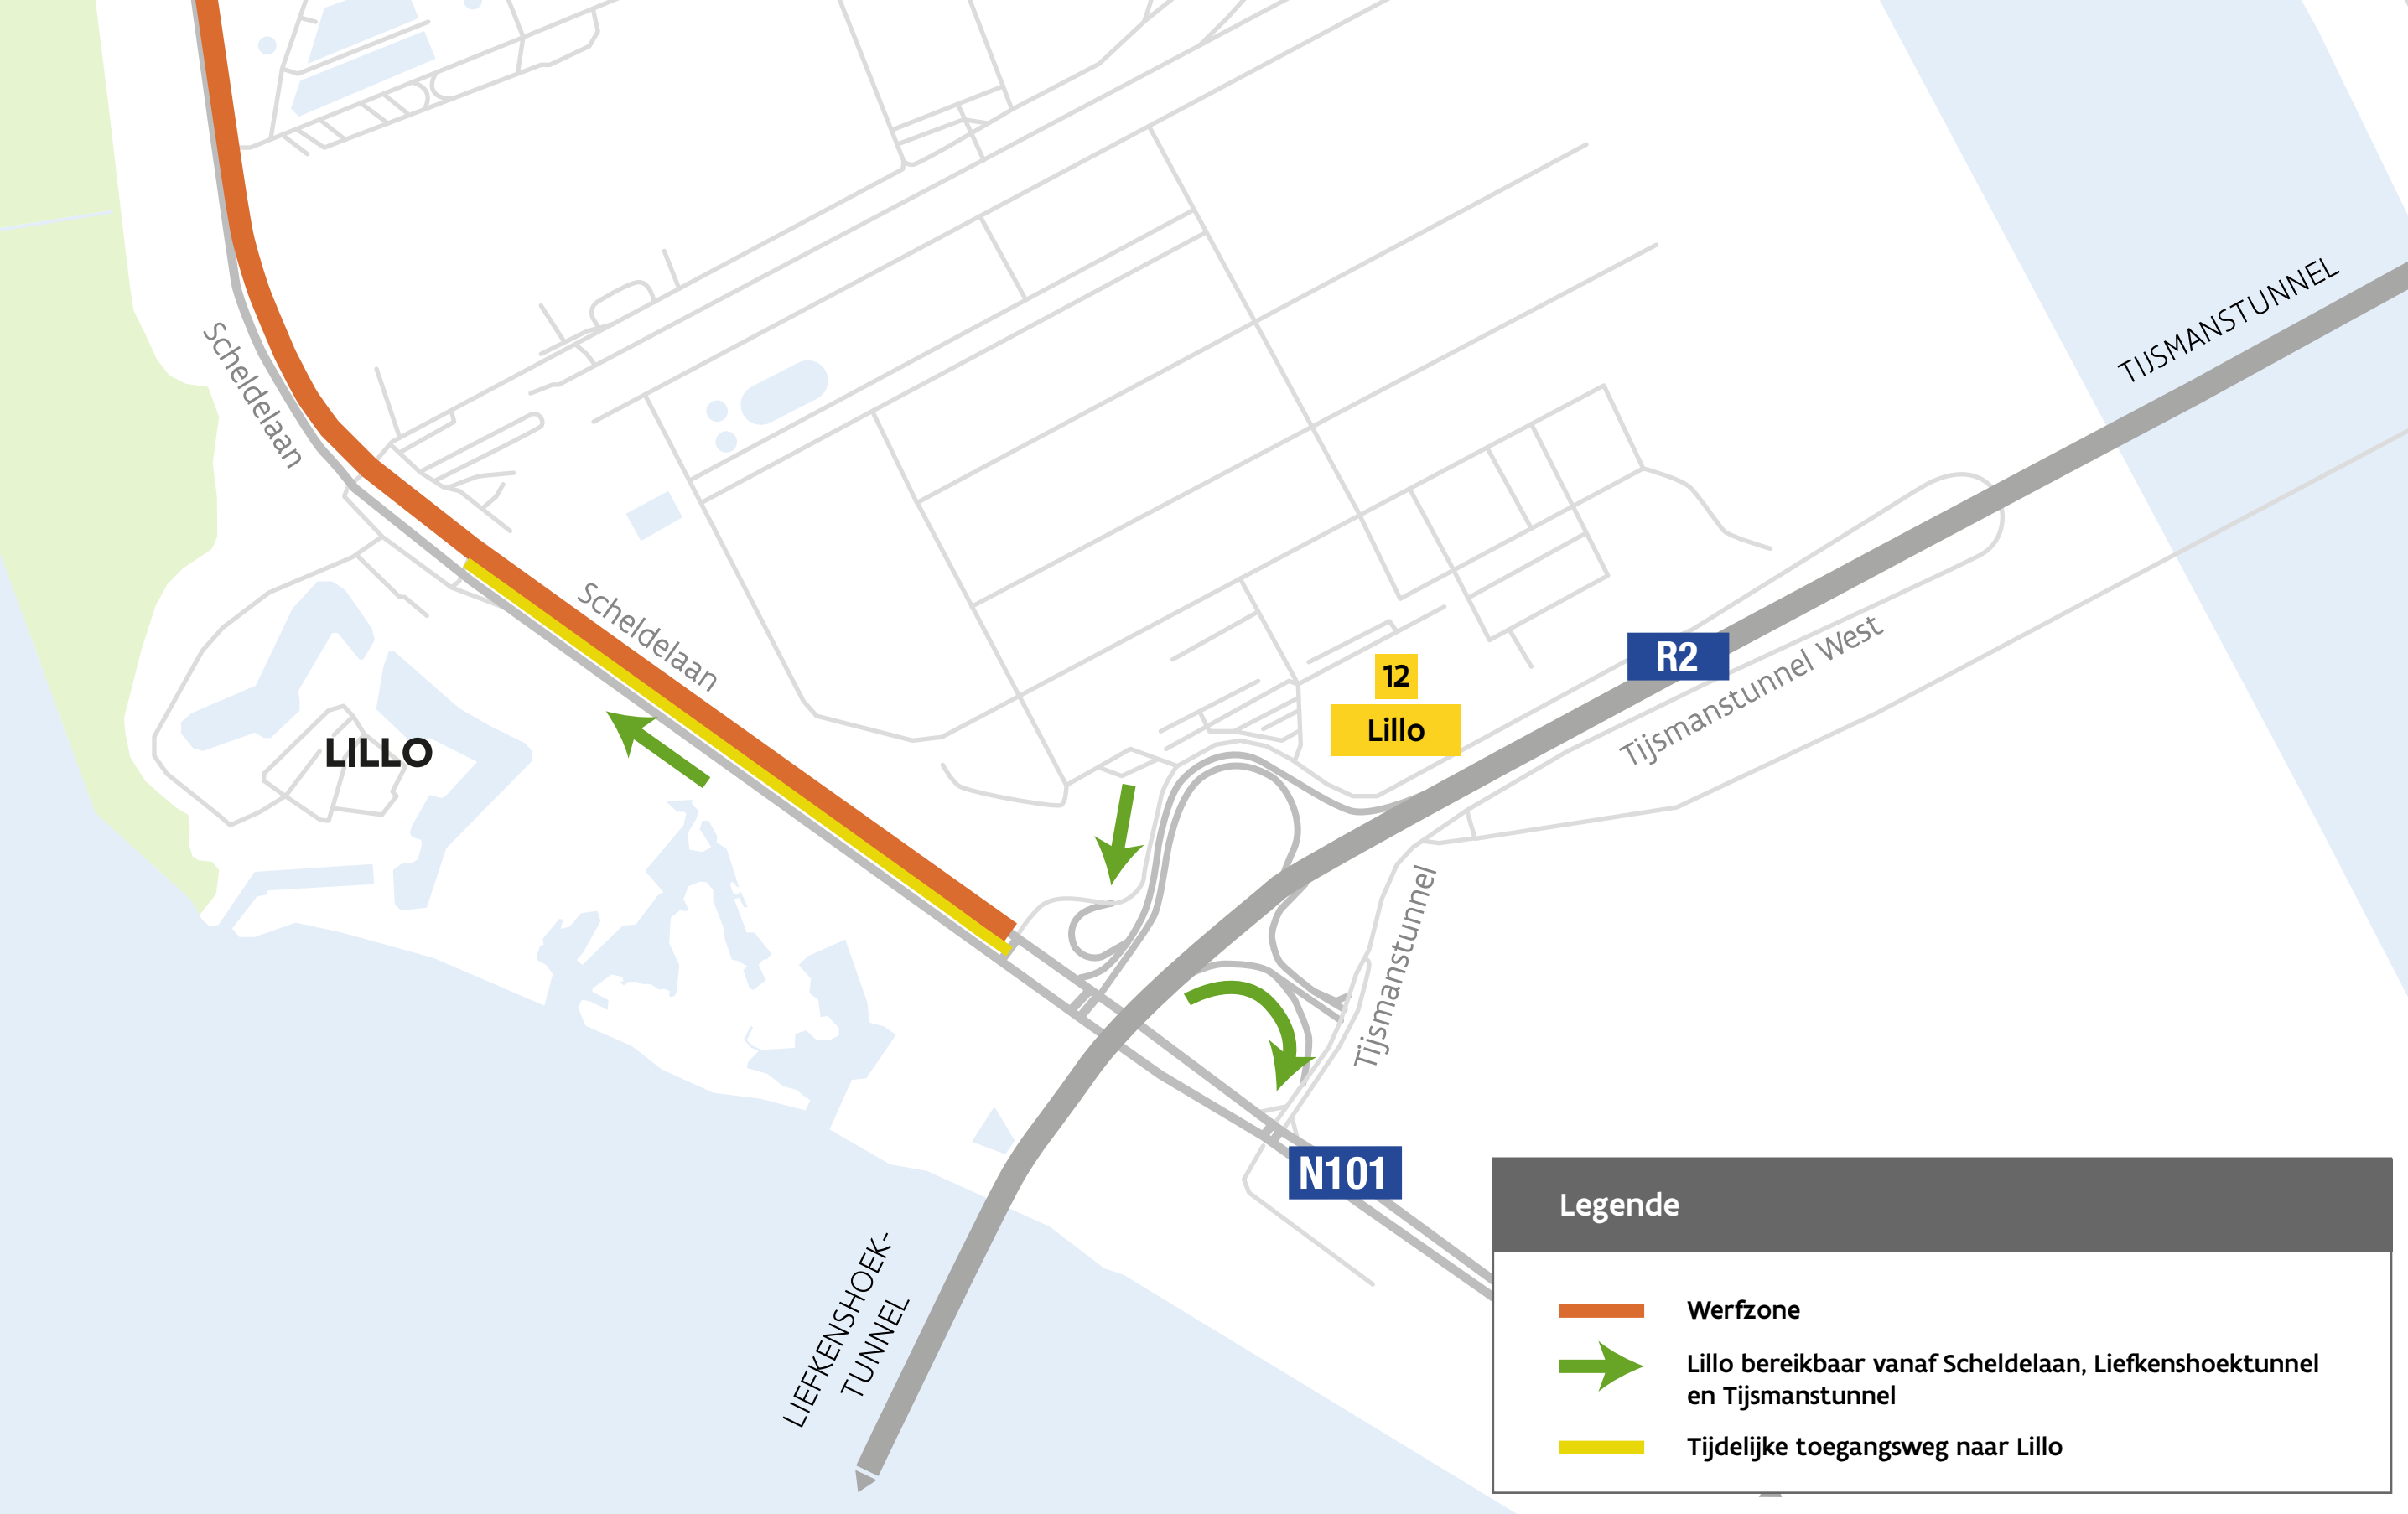 TIJSMANSTUNNEL
Scheldelaan
Scheldelaan
12
Lillo
R2
Tijsmanstunnel West
LILLO
Tijsmanstunnel
N101
LIEFKENSHOEK-
TUNNEL
Legende
Werfzone
Lillo bereikbaar vanaf Scheldelaan, Liefkenshoektunnel
en Tijsmanstunnel
Tijdelijke toegangsweg naar Lillo